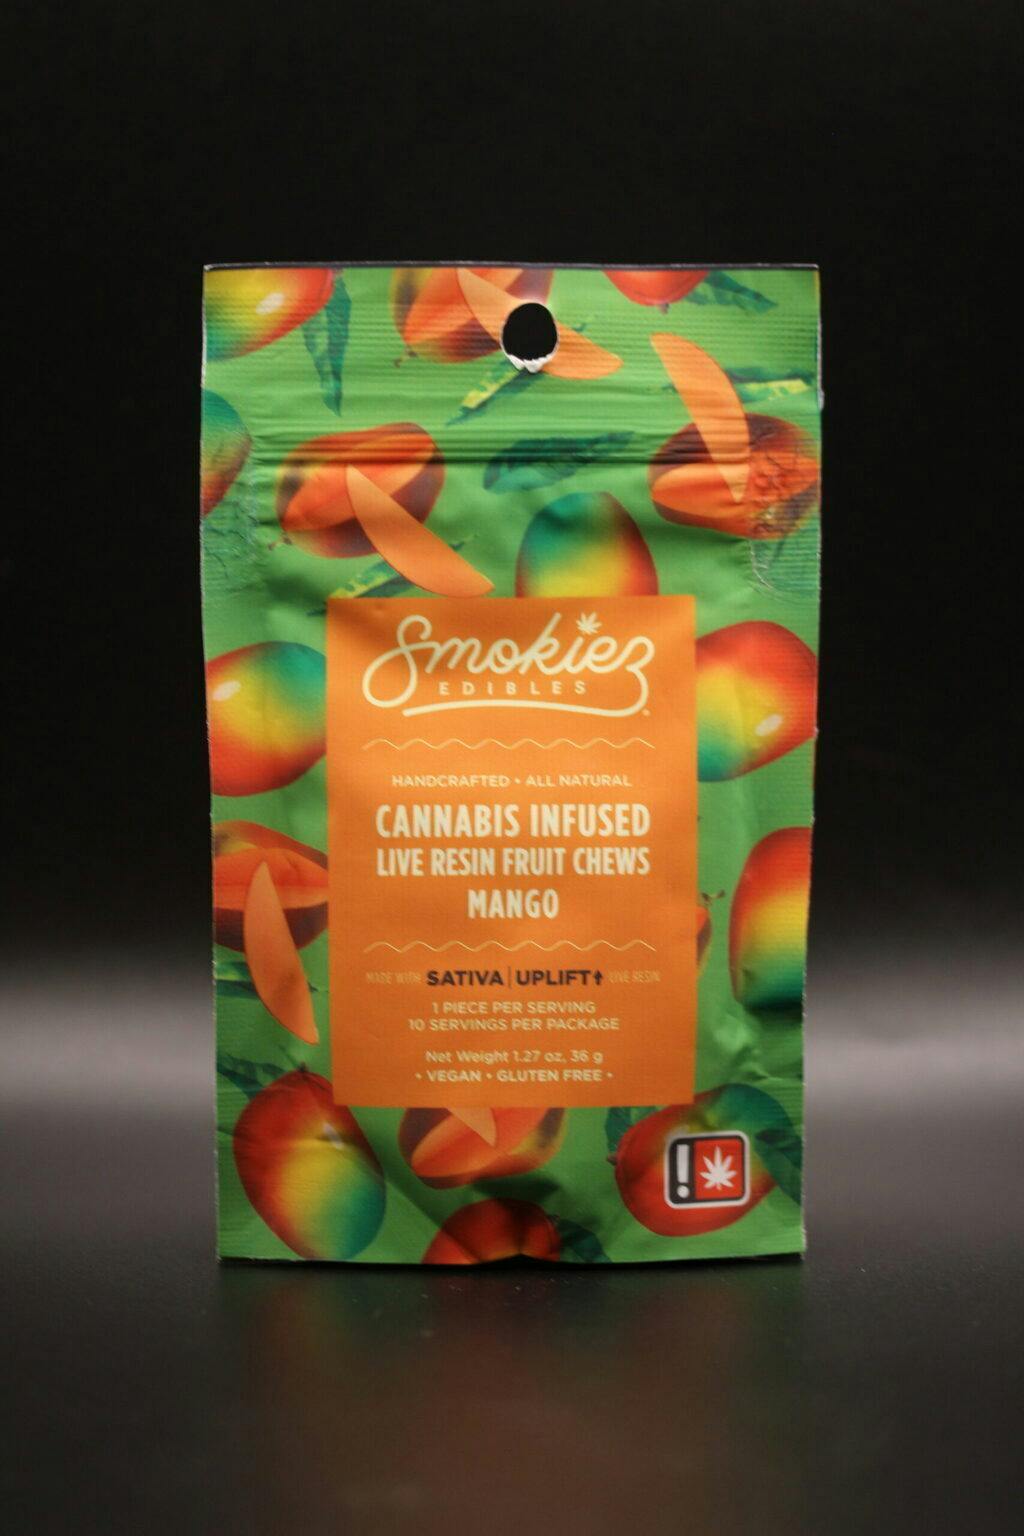 Smokiez
EDIBLES
HANDCRAFTED • ALL NATURAL
CANNABIS INFUSED
LIVE RESIN FRUIT CHEWS
MANGO
MADE WITH SATIVA | UPLIFT↑ LIVE RESIN
1 PIECE PER SERVING
10 SERVINGS PER PACKAGE
Net Weight 1.27 oz, 36 g
• VEGAN • GLUTEN FREE •
!